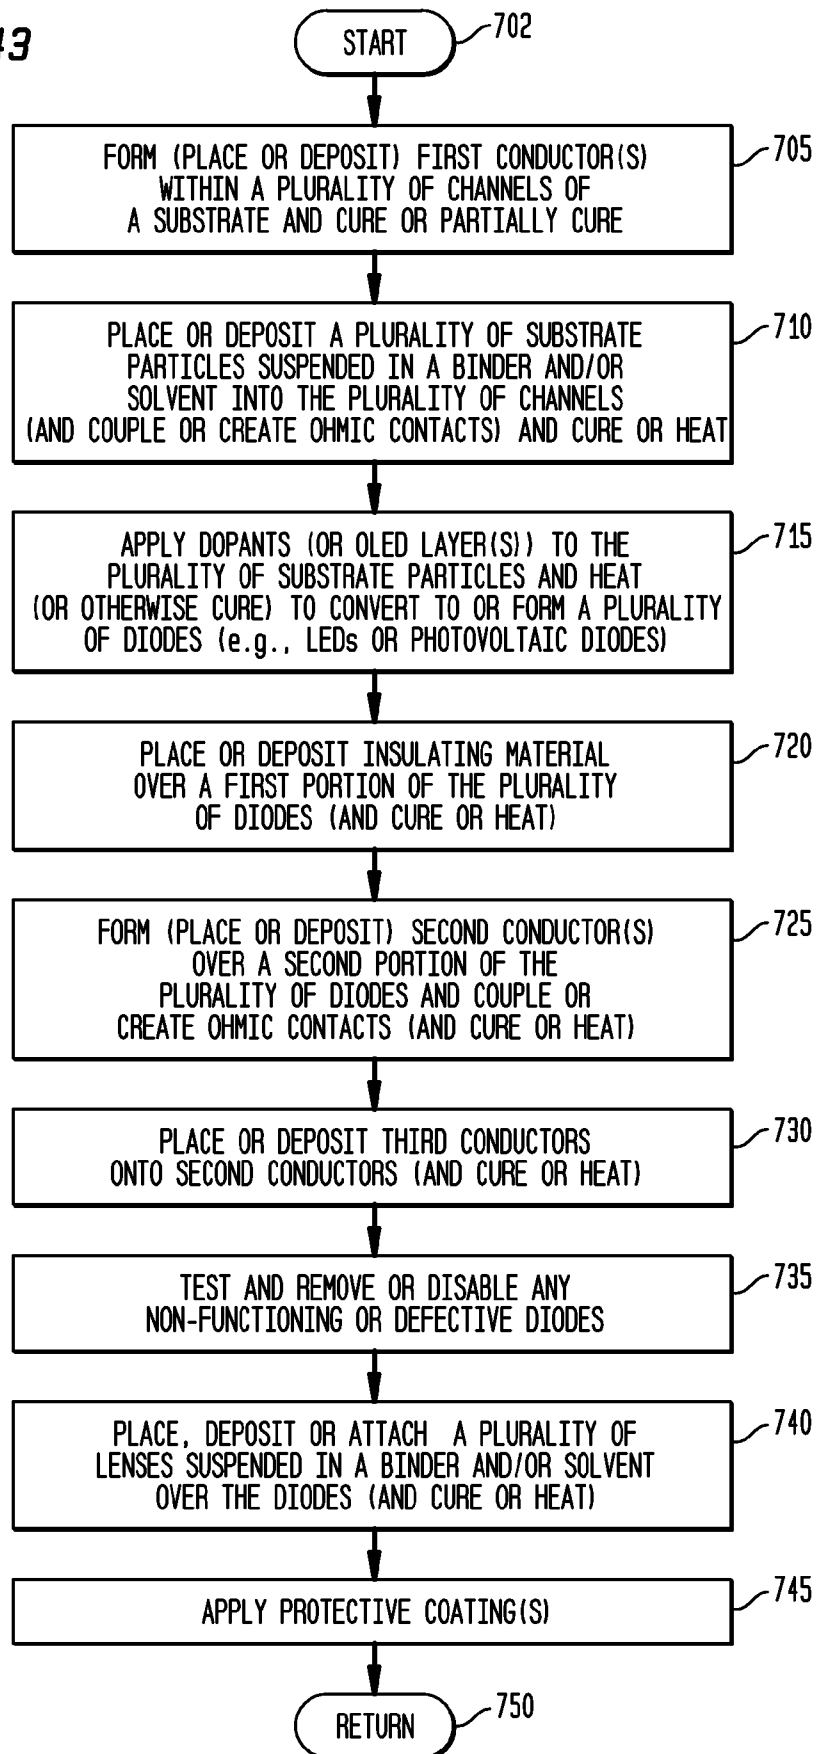 43
START
702
FORM (PLACE OR DEPOSIT) FIRST CONDUCTOR(S)
WITHIN A PLURALITY OF CHANNELS OF
A SUBSTRATE AND CURE OR PARTIALLY CURE
705
PLACE OR DEPOSIT A PLURALITY OF SUBSTRATE
PARTICLES SUSPENDED IN A BINDER AND/OR
SOLVENT INTO THE PLURALITY OF CHANNELS
(AND COUPLE OR CREATE OHMIC CONTACTS) AND CURE OR HEAT
710
APPLY DOPANTS (OR OLED LAYER(S)) TO THE
PLURALITY OF SUBSTRATE PARTICLES AND HEAT
(OR OTHERWISE CURE) TO CONVERT TO OR FORM A PLURALITY
OF DIODES (e.g., LEDs OR PHOTOVOLTAIC DIODES)
715
PLACE OR DEPOSIT INSULATING MATERIAL
OVER A FIRST PORTION OF THE PLURALITY
OF DIODES (AND CURE OR HEAT)
720
FORM (PLACE OR DEPOSIT) SECOND CONDUCTOR(S)
OVER A SECOND PORTION OF THE
PLURALITY OF DIODES AND COUPLE OR
CREATE OHMIC CONTACTS (AND CURE OR HEAT)
725
PLACE OR DEPOSIT THIRD CONDUCTORS
ONTO SECOND CONDUCTORS (AND CURE OR HEAT)
730
TEST AND REMOVE OR DISABLE ANY
NON-FUNCTIONING OR DEFECTIVE DIODES
735
PLACE, DEPOSIT OR ATTACH A PLURALITY OF
LENSES SUSPENDED IN A BINDER AND/OR SOLVENT
OVER THE DIODES (AND CURE OR HEAT)
740
APPLY PROTECTIVE COATING(S)
745
RETURN
750